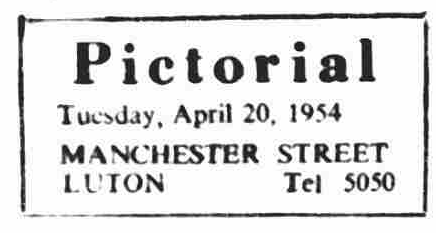 Pictorial
Tuesday, April 20, 1954
MANCHESTER STREET
LUTON Tel 5050